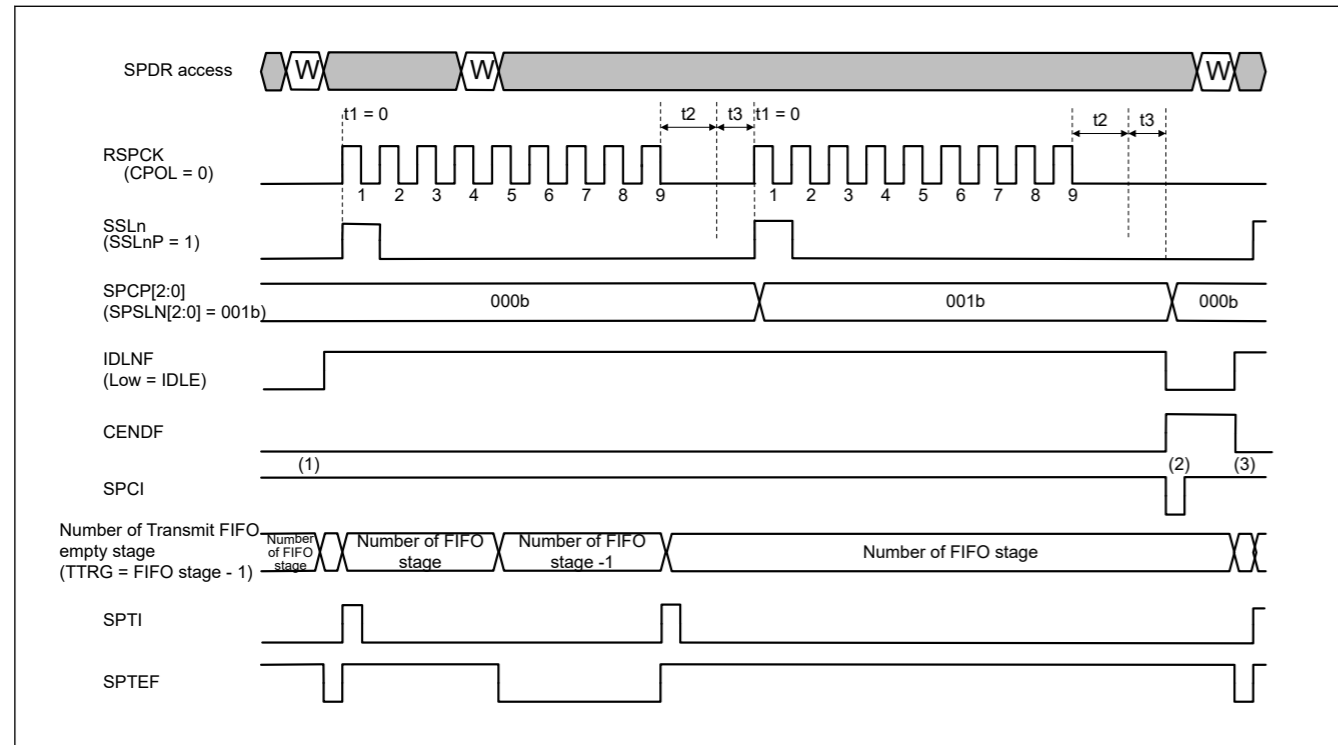 SPDR access
W
W
W
t1 = 0
t2
t3
t1 = 0
t2
t3
RSPCK
(CPOL = 0)
1 2 3 4 5 6 7 8 9
1 2 3 4 5 6 7 8 9
SSLn
(SSLnP = 1)
SPCP[2:0]
(SPSLN[2:0] = 001b)
000b
001b
000b
IDLNF
(Low = IDLE)
CENDF
(1)
(2)
(3)
SPCI
Number of Transmit FIFO
empty stage
(TTRG = FIFO stage - 1)
Number
of FIFO
stage
Number of FIFO
stage
Number of FIFO
stage -1
Number of FIFO stage
SPTI
SPTEF